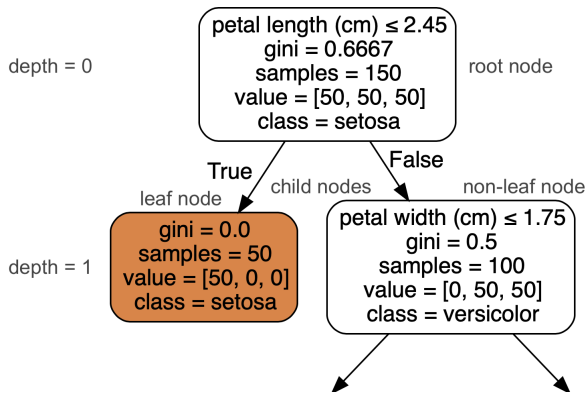 petal length (cm) ≤ 2.45
gini = 0.6667
samples = 150
value = [50, 50, 50]
class = setosa
depth = 0
root node
True
False
child nodes
leaf node
non-leaf node
gini = 0.0
samples = 50
value = [50, 0, 0]
class = setosa
depth = 1
petal width (cm) ≤ 1.75
gini = 0.5
samples = 100
value = [0, 50, 50]
class = versicolor